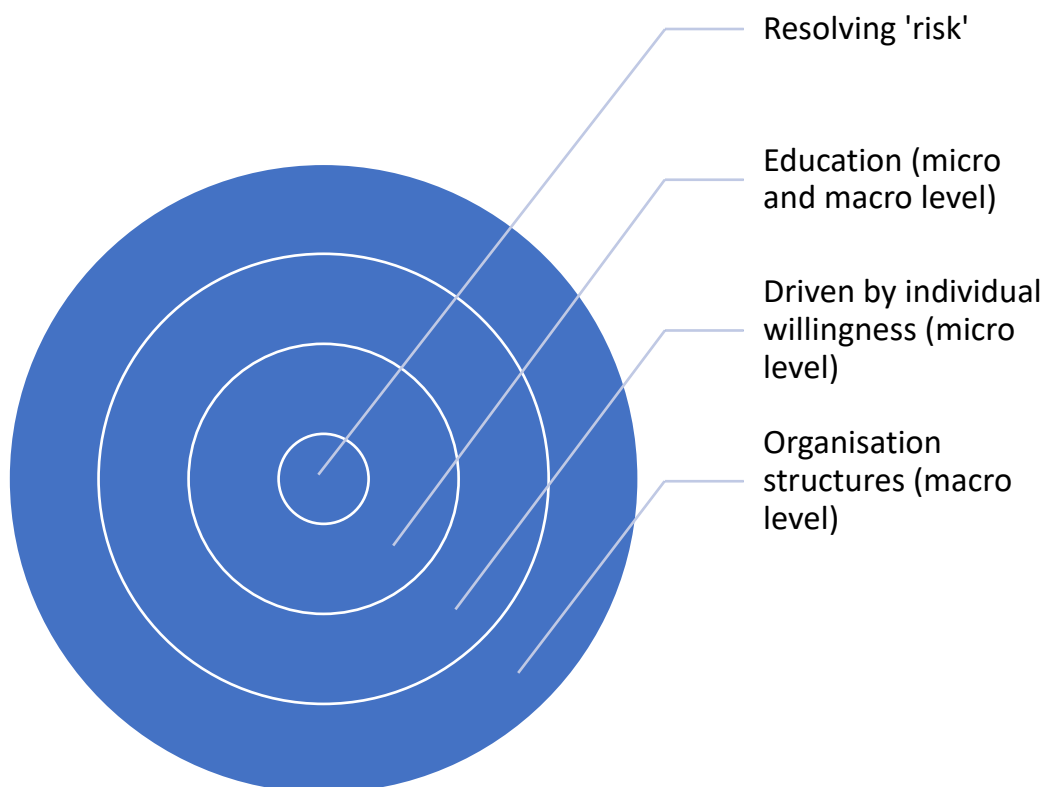 Resolving 'risk'
Education (micro
and macro level)
Driven by individual
willingness (micro
level)
Organisation
structures (macro
level)